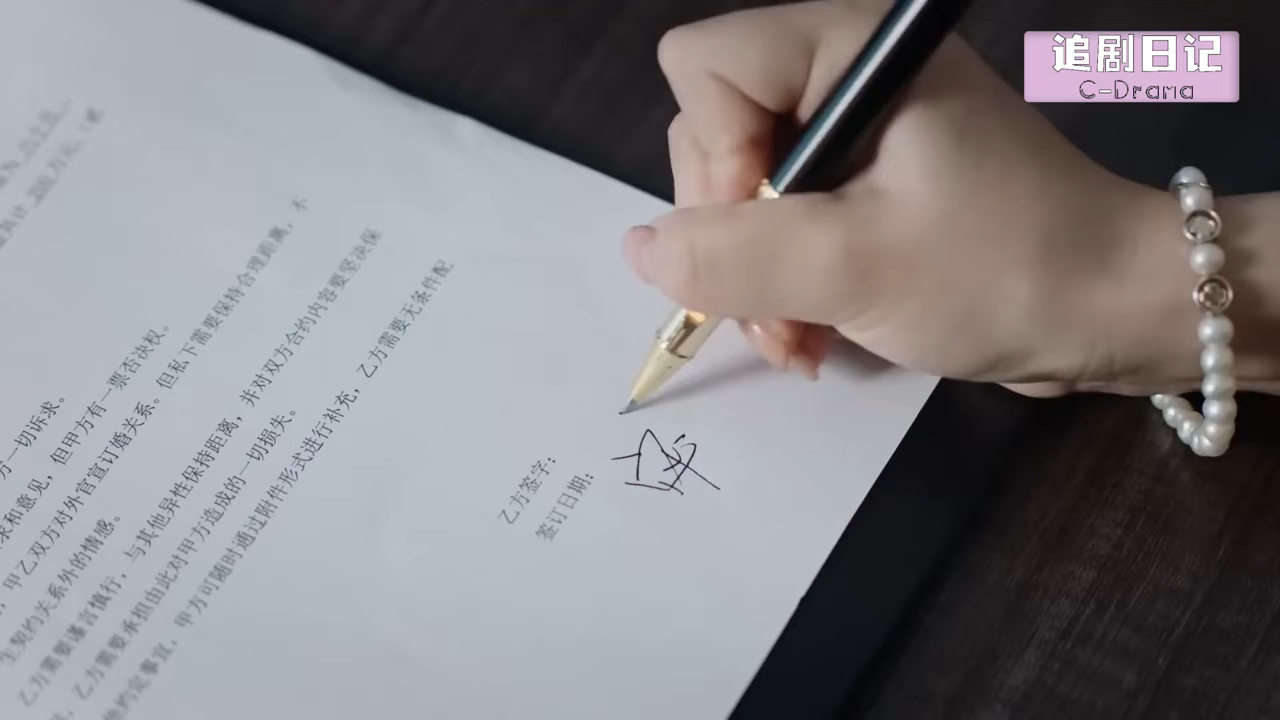 追剧日记
C-Drama
方一切诉求。
求和意见，但甲方有一票否决权。
，甲乙双方对外官宣订婚关系。但私下需要保持合理距离，不
生契约关系外的情感。
乙方需要谨言慎行，与其他异性保持距离，并对双方合约内容要坚决保
，乙方需要承担由此对甲方造成的一切损失。
约定事宜，甲方可随时通过附件形式进行补充，乙方需要无条件配
乙方签字：
签订日期：